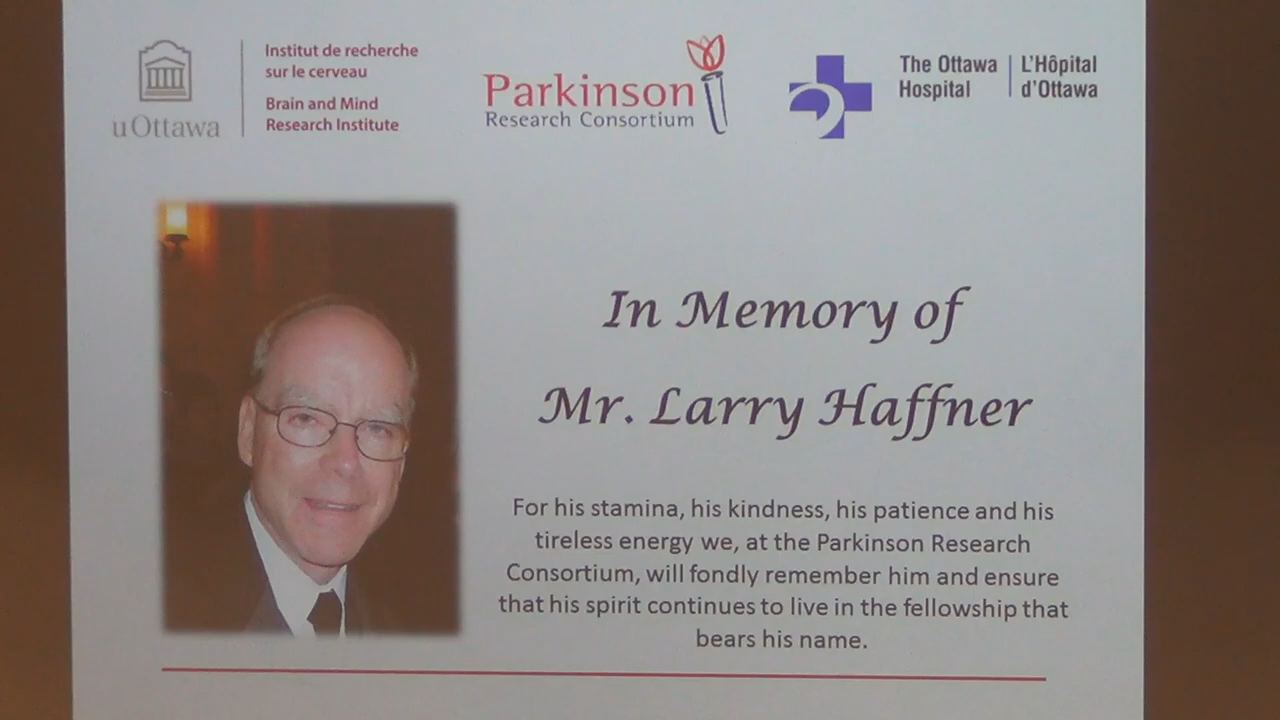 uOttawa
Institut de recherche
sur le cerveau
Brain and Mind
Research Institute
Parkinson
Research Consortium
The Ottawa
Hospital
L'Hôpital
d'Ottawa
In Memory of
Mr. Larry Haffner
For his stamina, his kindness, his patience and his
tireless energy we, at the Parkinson Research
Consortium, will fondly remember him and ensure
that his spirit continues to live in the fellowship that
bears his name.